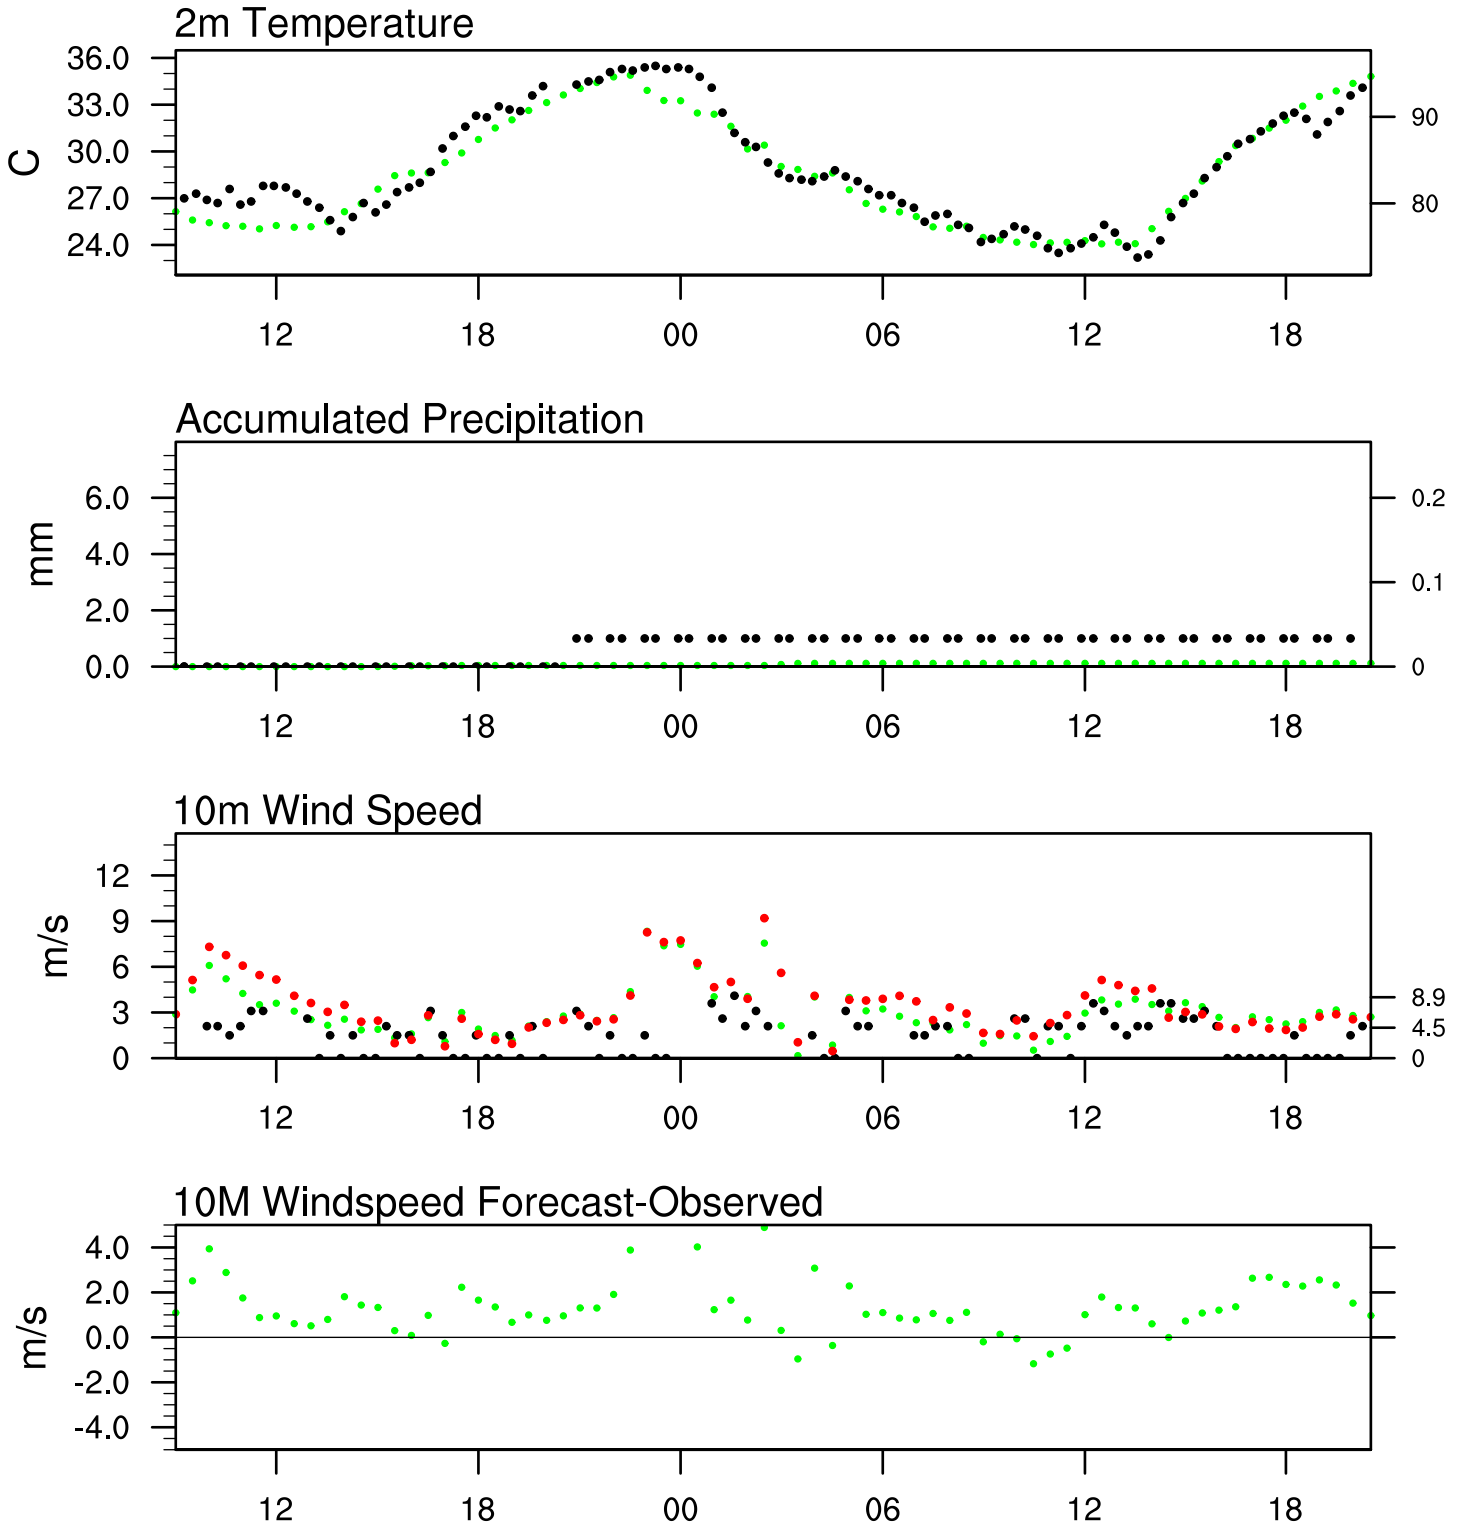 2m Temperature
36.0
33.0
30.0
27.0
24.0
C
90
80
12 18 00 06 12 18
Accumulated Precipitation
6.0
4.0
2.0
0.0
mm
0.2
0.1
0
12 18 00 06 12 18
10m Wind Speed
12
9
6
3
0
m/s
8.9
4.5
0
12 18 00 06 12 18
10M Windspeed Forecast-Observed
4.0
2.0
0.0
-2.0
-4.0
m/s
12 18 00 06 12 18